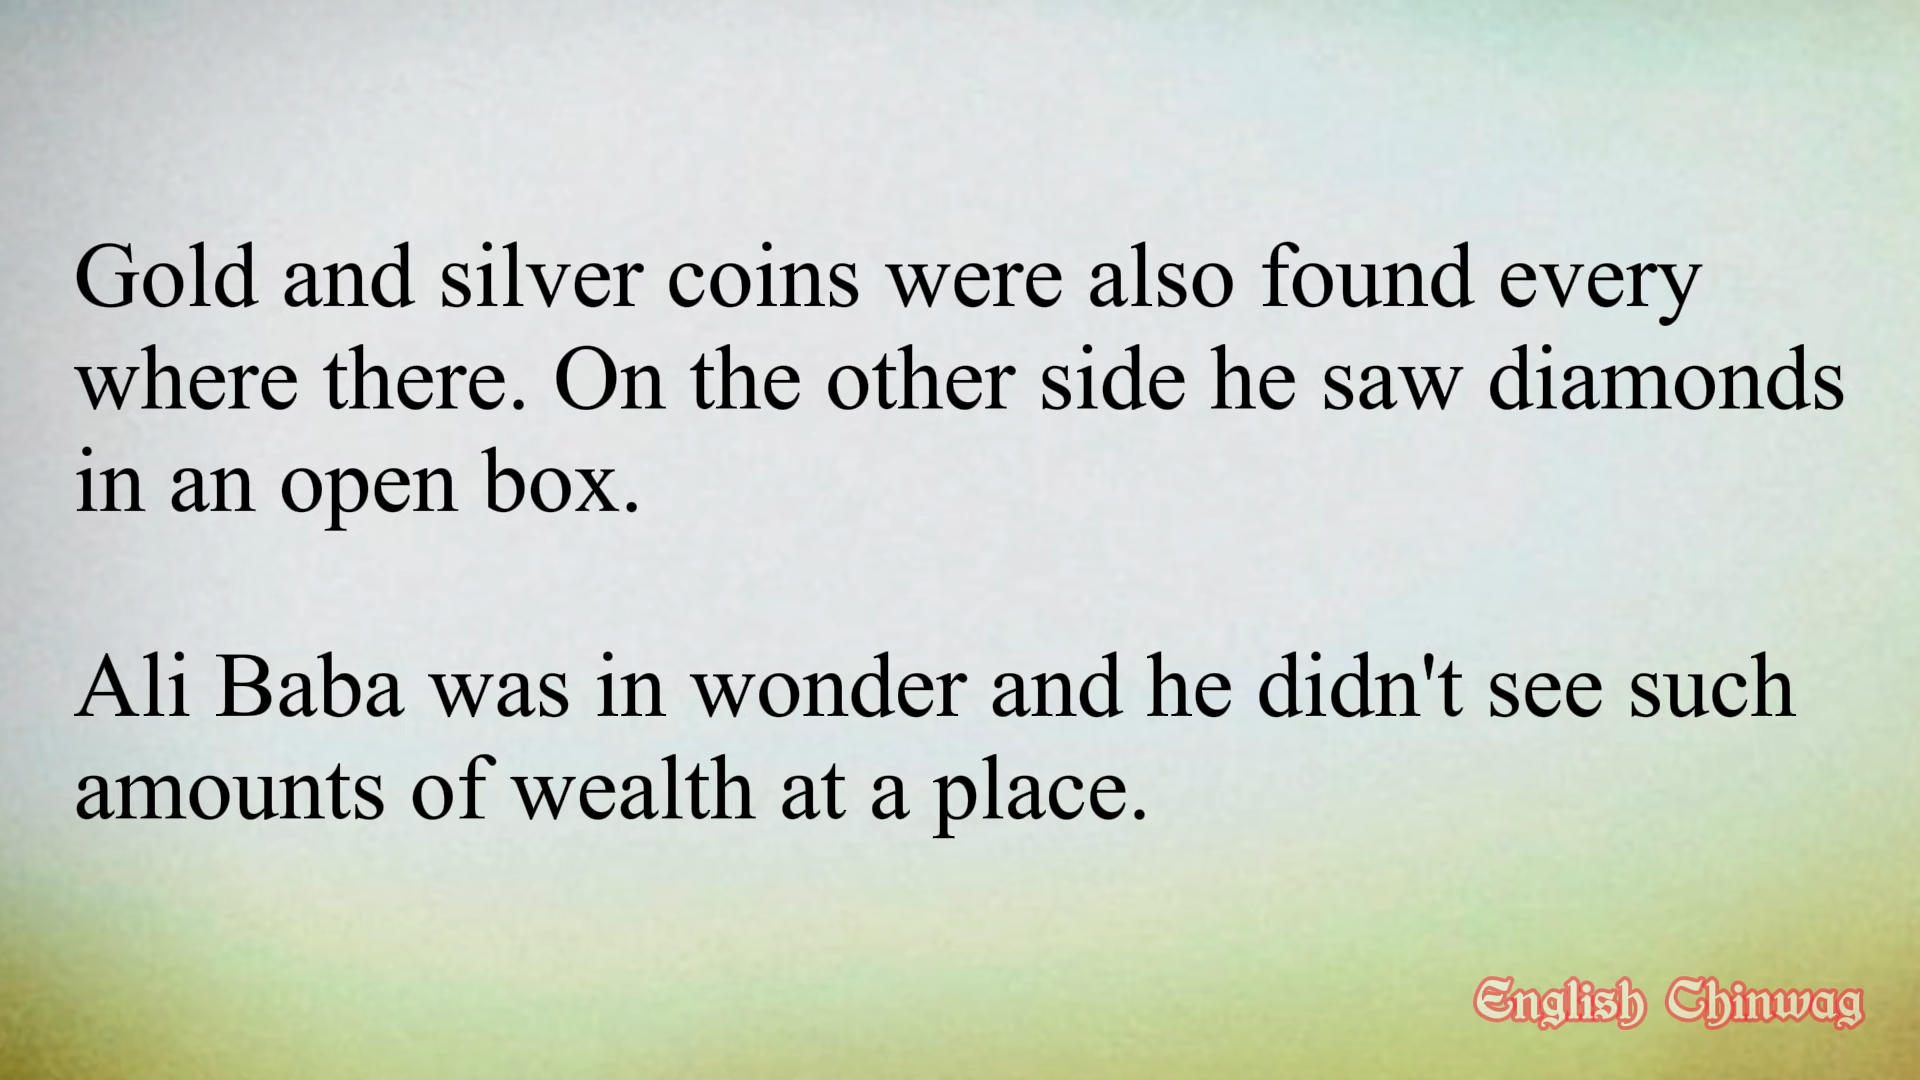 Gold and silver coins were also found every
where there. On the other side he saw diamonds
in an open box.
Ali Baba was in wonder and he didn't see such
amounts of wealth at a place.
English Chinwag